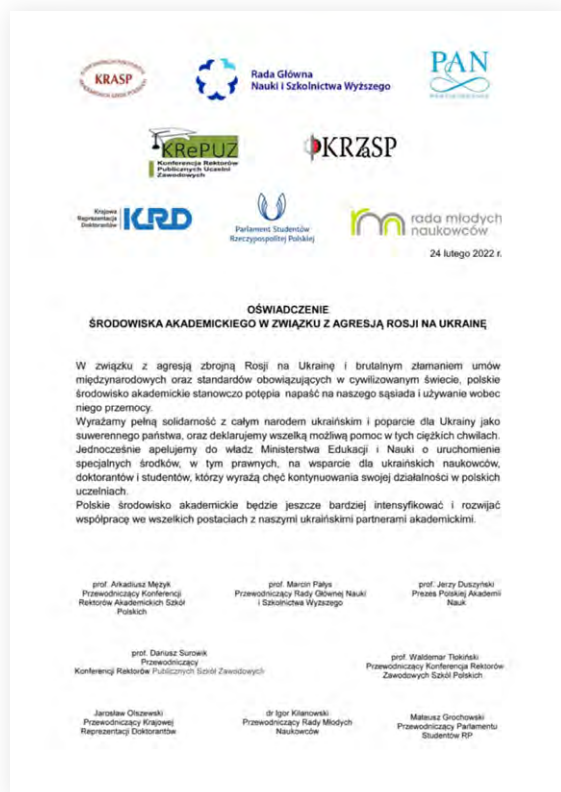 KRASP
Rada Główna
Nauki i Szkolnictwa Wyższego
PAN
KRePUZ
Konferencja Rektorów
Publicznych Uczelni
Zawodowych
KRZaSP
Krajowa
Reprezentacja
Doktorantów
KRD
Parlament Studentów
Rzeczypospolitej Polskiej
rada młodych
naukowców
24 lutego 2022 r.
OŚWIADCZENIE
ŚRODOWISKA AKADEMICKIEGO W ZWIĄZKU Z AGRESJĄ ROSJI NA UKRAINĘ
W związku z agresją zbrojną Rosji na Ukrainę i brutalnym złamaniem umów
międzynarodowych oraz standardów obowiązujących w cywilizowanym świecie, polskie
środowisko akademickie stanowczo potępia napaść na naszego sąsiada i używanie wobec
niego przemocy.
Wyrażamy pełną solidarność z całym narodem ukraińskim i poparcie dla Ukrainy jako
suwerennego państwa, oraz deklarujemy wszelką możliwą pomoc w tych ciężkich chwilach.
Jednocześnie apelujemy do władz Ministerstwa Edukacji i Nauki o uruchomienie
specjalnych środków, w tym prawnych, na wsparcie dla ukraińskich naukowców,
doktorantów i studentów, którzy wyrażą chęć kontynuowania swojej działalności w polskich
uczelniach.
Polskie środowisko akademickie będzie jeszcze bardziej intensyfikować i rozwijać
współpracę we wszelkich postaciach z naszymi ukraińskimi partnerami akademickimi.
prof. Arkadiusz Mężyk
Przewodniczący Konferencji
Rektorów Akademickich Szkół
Polskich
prof. Marcin Pałys
Przewodniczący Rady Głównej Nauki
i Szkolnictwa Wyższego
prof. Jerzy Duszyński
Prezes Polskiej Akademii
Nauk
prof. Dariusz Surowik
Przewodniczący
Konferencji Rektorów Publicznych Szkół Zawodowych
prof. Waldemar Tłokiński
Przewodniczący Konferencja Rektorów
Zawodowych Szkół Polskich
Jarosław Olszewski
Przewodniczący Krajowej
Reprezentacji Doktorantów
dr Igor Kilanowski
Przewodniczący Rady Młodych
Naukowców
Mateusz Grochowski
Przewodniczący Parlamentu
Studentów RP